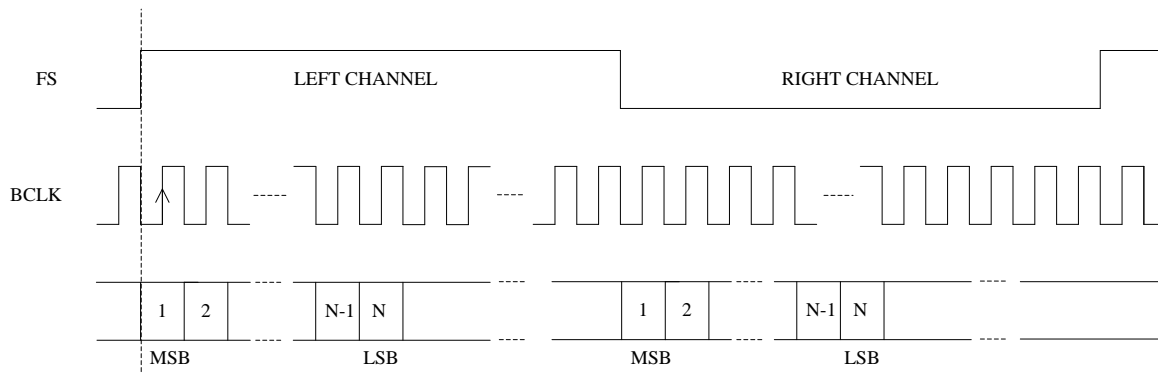 FS LEFT CHANNEL RIGHT CHANNEL
BCLK
1 2 N-1 N 1 2 N-1 N
MSB LSB MSB LSB